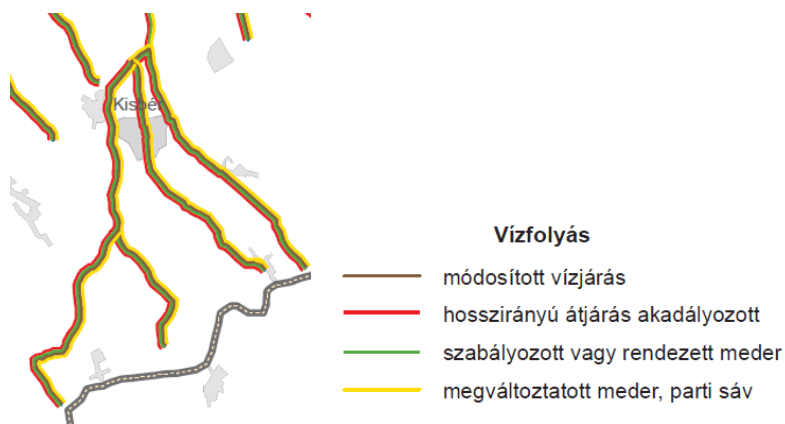 Kisbér
Vízfolyás
módosított vízjárás
hosszirányú átjárás akadályozott
szabályozott vagy rendezett meder
megváltoztatott meder, parti sáv